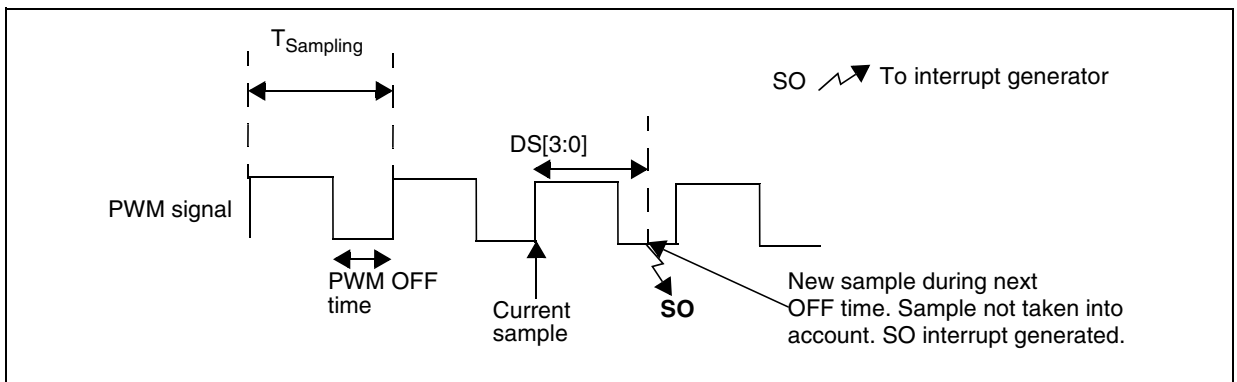 TSampling
SO To interrupt generator
DS[3:0]
PWM signal
PWM OFF
time
Current
sample
SO
New sample during next
OFF time. Sample not taken into
account. SO interrupt generated.